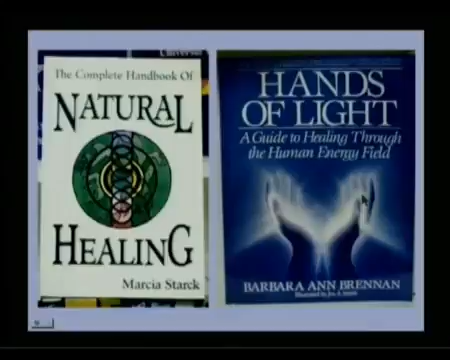 The Complete Handbook Of
NATURAL
HEALING
Marcia Starck
HANDS
OF LIGHT
A Guide to Healing Through
the Human Energy Field
BARBARA ANN BRENNAN